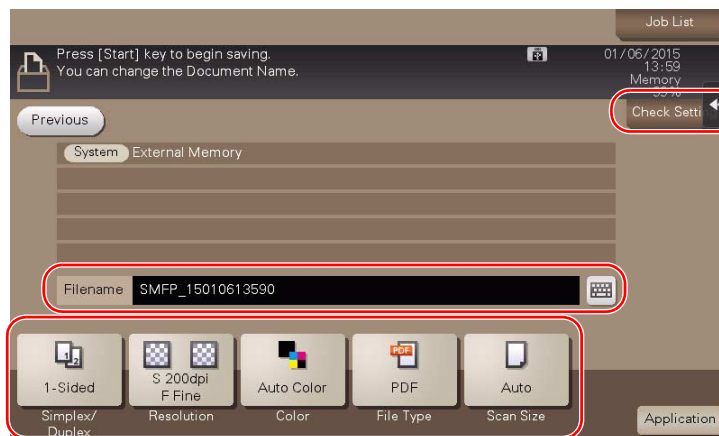 Job List
Press [Start] key to begin saving.
You can change the Document Name.
01/06/2015
13:59
Memory
99%
Check Setti
Previous
System External Memory
Filename SMFP_15010613590
PDF
1-Sided
S 200dpi
F Fine
Auto Color
PDF
Auto
Simplex/
Duplex
Resolution
Color
File Type
Scan Size
Application